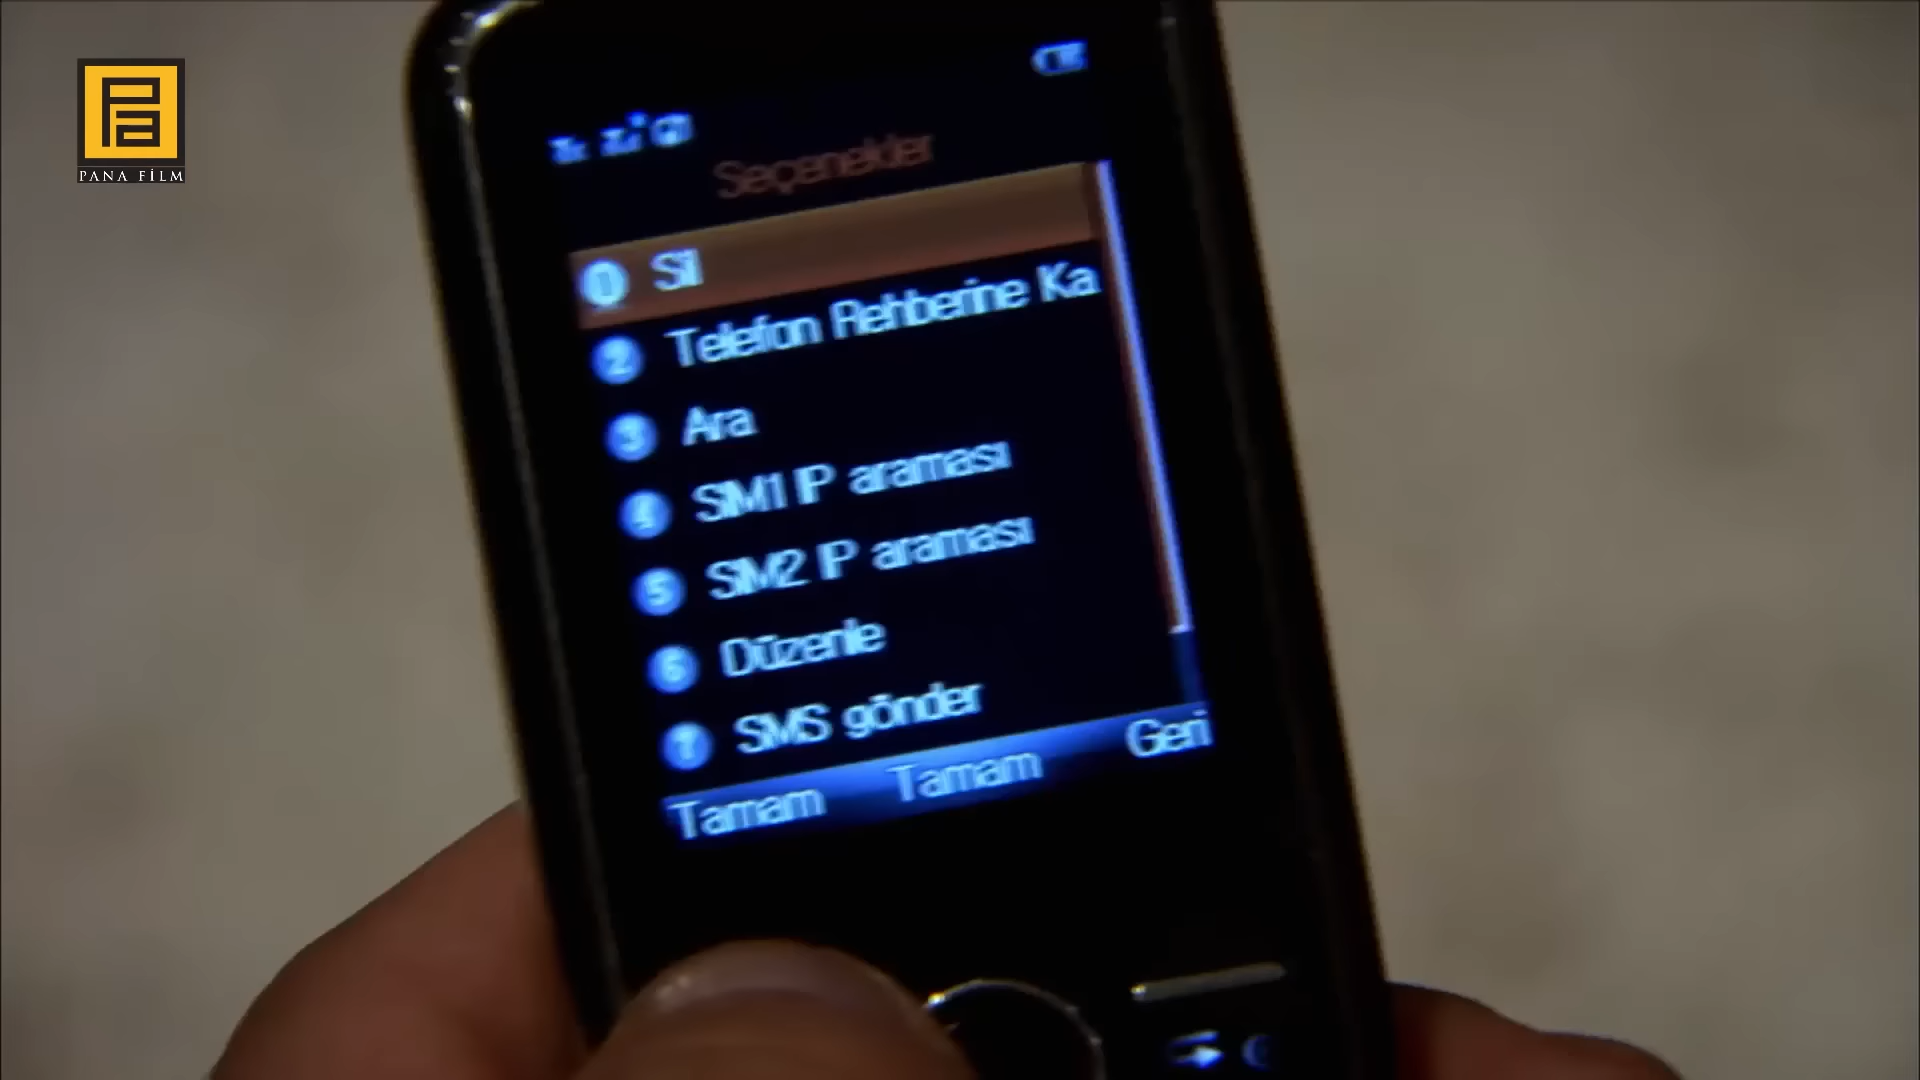 PANA FİLM
Seçenekler
1 Sil
2 Telefon Rehberine Ka
3 Ara
4 SIM1 IP araması
5 SIM2 IP araması
6 Düzenle
7 SMS gönder
Tamam Tamam Geri